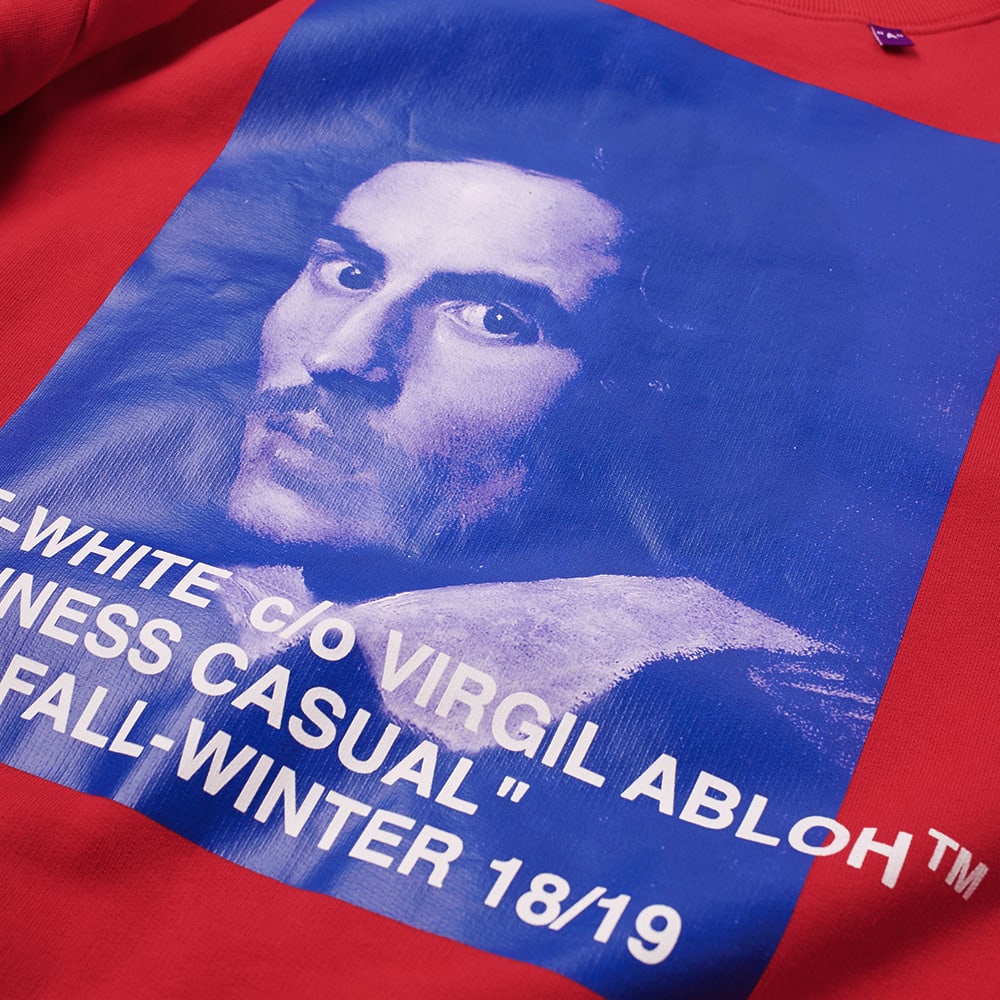 "A"
F-WHITE c/o VIRGIL ABLOH™
INESS CASUAL "
FALL-WINTER 18/19